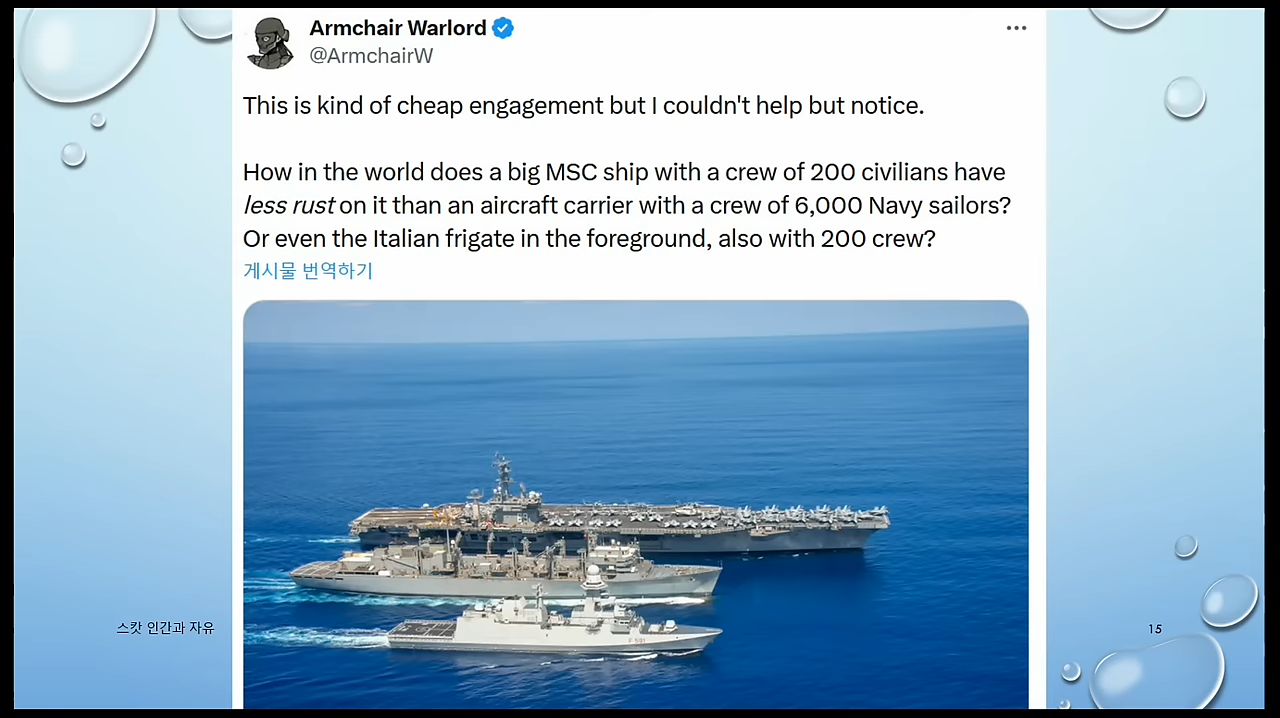 Armchair Warlord
@ArmchairW
This is kind of cheap engagement but I couldn't help but notice.
How in the world does a big MSC ship with a crew of 200 civilians have
less rust on it than an aircraft carrier with a crew of 6,000 Navy sailors?
Or even the Italian frigate in the foreground, also with 200 crew?
게시물 번역하기
스캇 인간과 자유
15